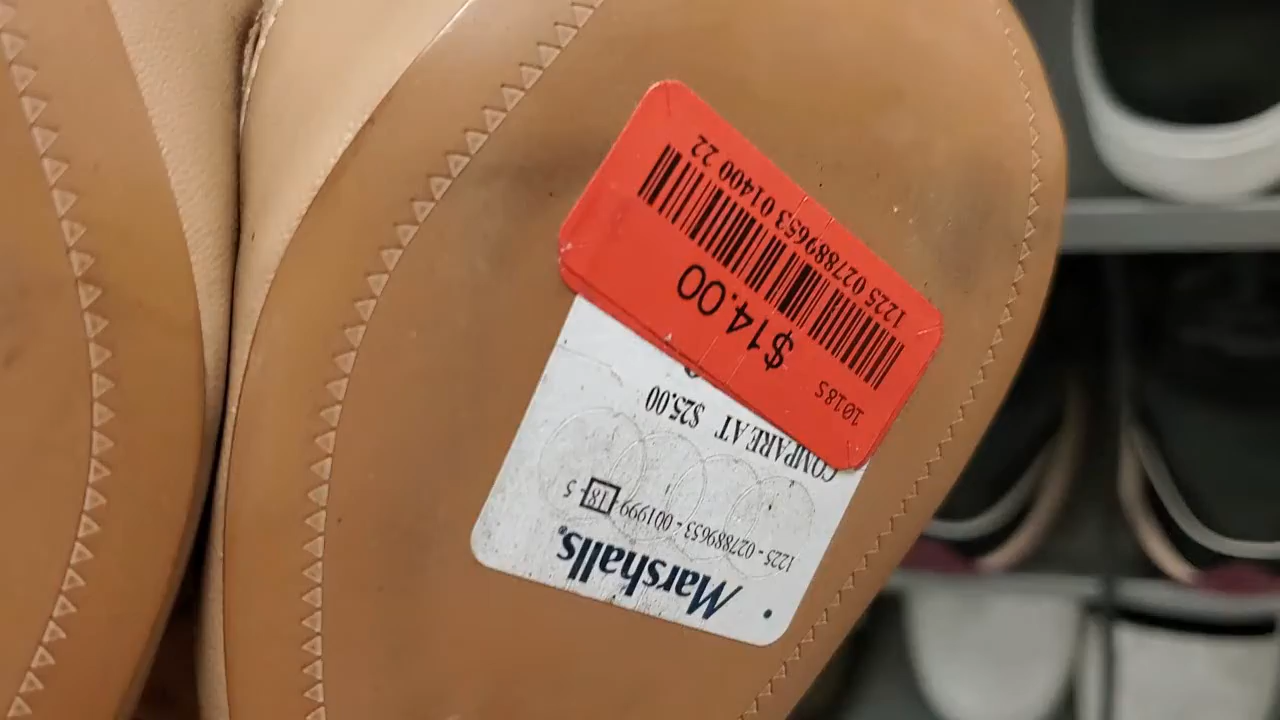 Marshalls.
1225 - 027889653 - 001999 - 18 - 5
COMPARE AT $25.00
10185
$14.00
1225 027889653 01400 22